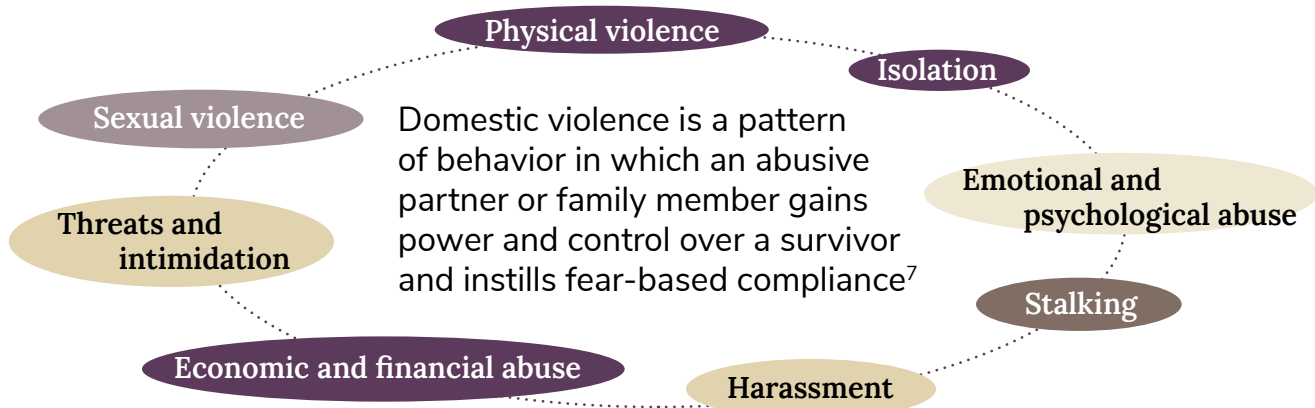 Physical violence
Isolation
Sexual violence
Domestic violence is a pattern
of behavior in which an abusive
partner or family member gains
power and control over a survivor
and instills fear-based compliance⁷
Emotional and
psychological abuse
Threats and
intimidation
Stalking
Economic and financial abuse
Harassment